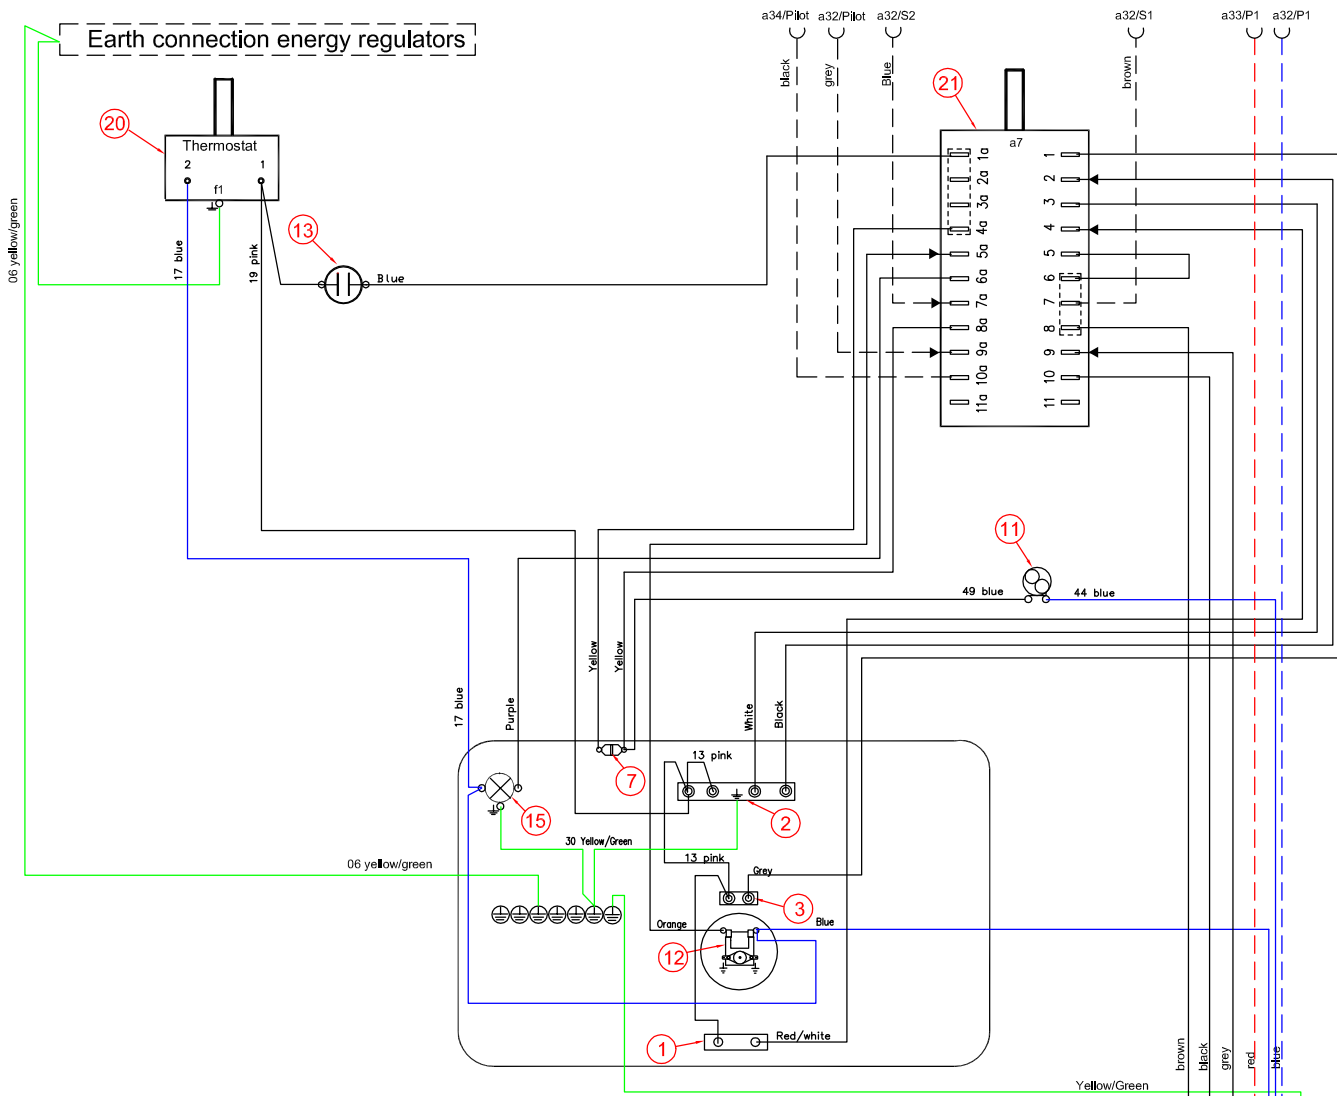 a34/Pilot a32/Pilot a32/S2 a32/S1 a33/P1 a32/P1
Earth connection energy regulators
black grey Blue brown
21
20
a7
Thermostat
2 1
f1
1a 1
2a 2
3a 3
4a 4
5a 5
6a 6
7a 7
8a 8
9a 9
10a 10
11a 11
06 yellow/green
17 blue
19 pink
13
Blue
11
49 blue
44 blue
Yellow
Yellow
17 blue
Purple
White
Black
13 pink
7
15
2
30 Yellow/Green
06 yellow/green
13 pink
Grey
3
Orange
Blue
12
Red/white
1
brown
black
grey
red
blue
Yellow/Green